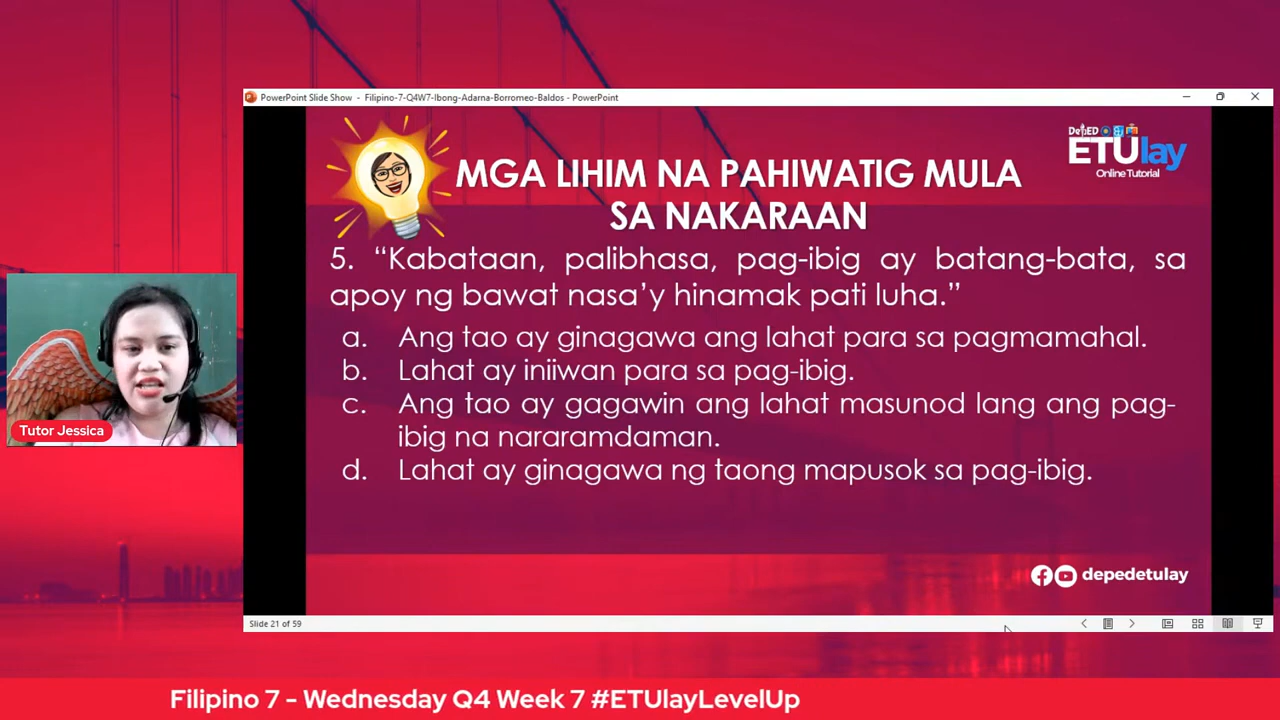 PowerPoint Slide Show - Filipino-7-Q4W7-Ibong-Adarna-Borromeo-Baldos - PowerPoint
DepED
ETUlay
Online Tutorial
MGA LIHIM NA PAHIWATIG MULA
SA NAKARAAN
5. “Kabataan, palibhasa, pag-ibig ay batang-bata, sa
apoy ng bawat nasa’y hinamak pati luha.”
a. Ang tao ay ginagawa ang lahat para sa pagmamahal.
b. Lahat ay iniiwan para sa pag-ibig.
c. Ang tao ay gagawin ang lahat masunod lang ang pag-
ibig na nararamdaman.
d. Lahat ay ginagawa ng taong mapusok sa pag-ibig.
Tutor Jessica
depedetulay
Slide 21 of 59
Filipino 7 - Wednesday Q4 Week 7 #ETUlayLevelUp